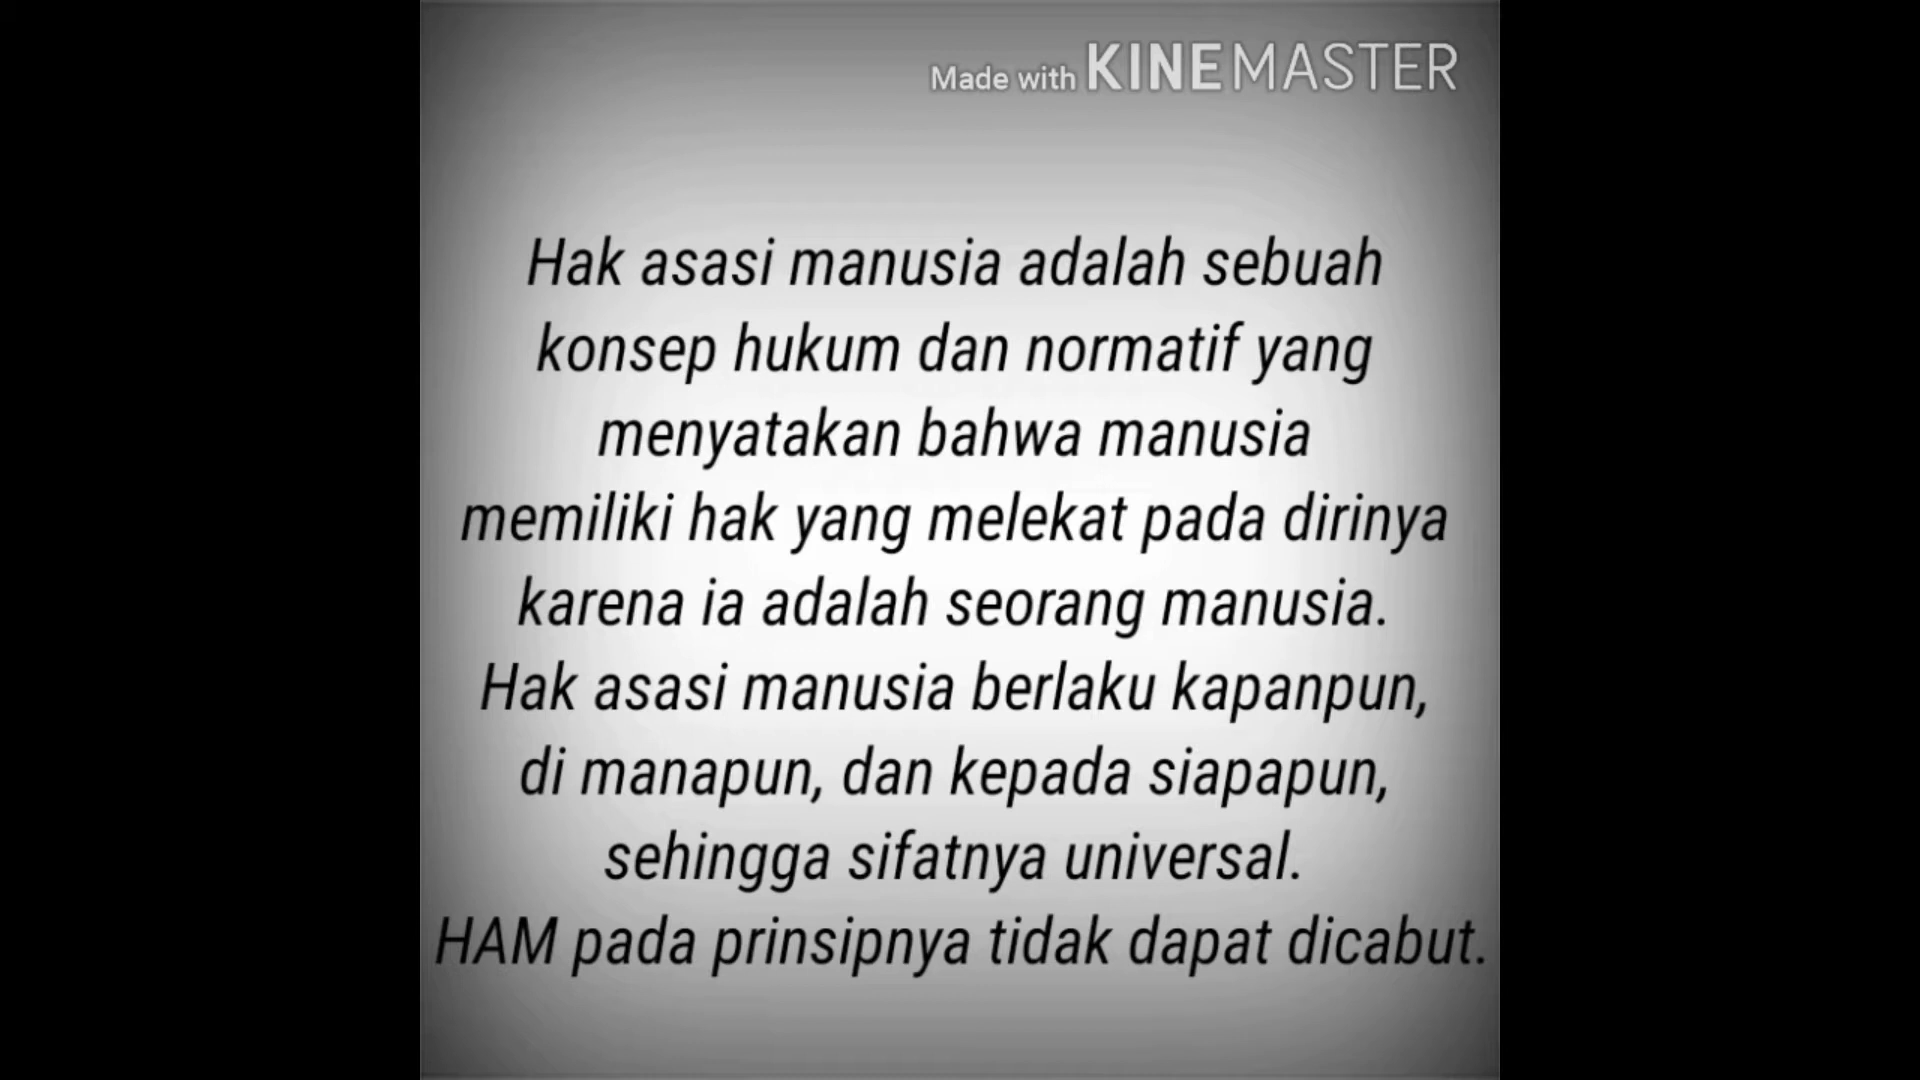 Made with KINEMASTER
Hak asasi manusia adalah sebuah
konsep hukum dan normatif yang
menyatakan bahwa manusia
memiliki hak yang melekat pada dirinya
karena ia adalah seorang manusia.
Hak asasi manusia berlaku kapanpun,
di manapun, dan kepada siapapun,
sehingga sifatnya universal.
HAM pada prinsipnya tidak dapat dicabut.